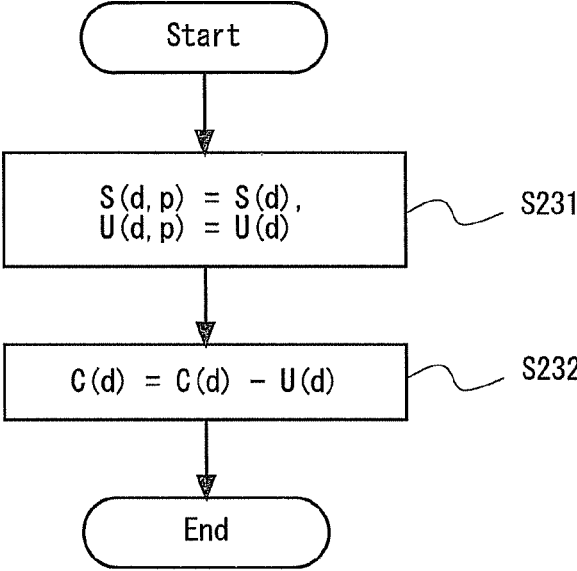 Start
S(d,p) = S(d),
U(d,p) = U(d)
S231
C(d) = C(d) - U(d)
S232
End